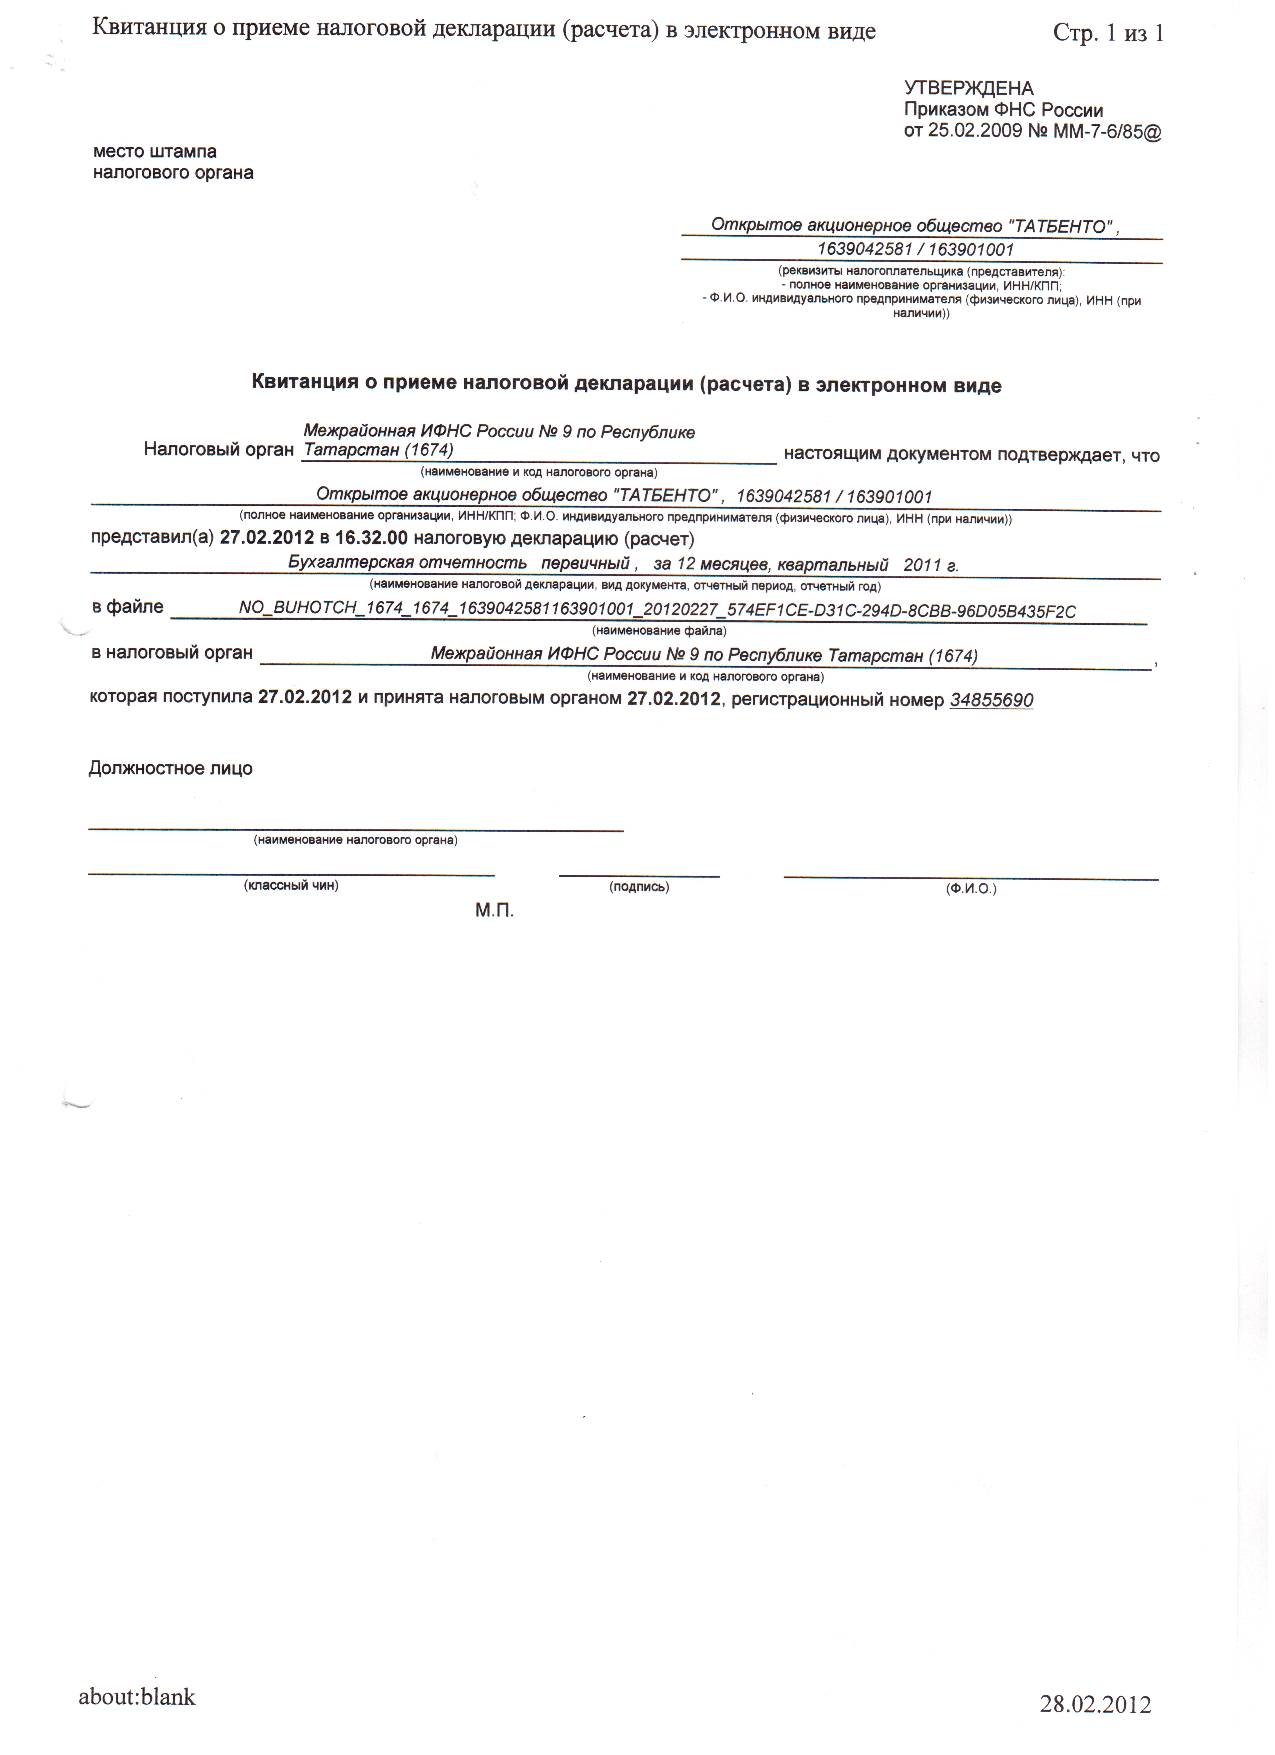 Квитанция о приеме налоговой декларации (расчета) в электронном виде Стр. 1 из 1
УТВЕРЖДЕНА
Приказом ФНС России
от 25.02.2009 № ММ-7-6/85@
место штампа
налогового органа
Открытое акционерное общество "ТАТБЕНТО" ,
1639042581 / 163901001
(реквизиты налогоплательщика (представителя):
- полное наименование организации, ИНН/КПП;
- Ф.И.О. индивидуального предпринимателя (физического лица), ИНН (при
наличии))
Квитанция о приеме налоговой декларации (расчета) в электронном виде
Межрайонная ИФНС России № 9 по Республике
Налоговый орган Татарстан (1674) настоящим документом подтверждает, что
(наименование и код налогового органа)
Открытое акционерное общество "ТАТБЕНТО" , 1639042581 / 163901001
(полное наименование организации, ИНН/КПП; Ф.И.О. индивидуального предпринимателя (физического лица), ИНН (при наличии))
представил(а) 27.02.2012 в 16.32.00 налоговую декларацию (расчет)
Бухгалтерская отчетность первичный , за 12 месяцев, квартальный 2011 г.
(наименование налоговой декларации, вид документа, отчетный период, отчетный год)
в файле NO_BUHOTCH_1674_1674_1639042581163901001_20120227_574EF1CE-D31C-294D-8CBB-96D05B435F2C
(наименование файла)
в налоговый орган Межрайонная ИФНС России № 9 по Республике Татарстан (1674) ,
(наименование и код налогового органа)
которая поступила 27.02.2012 и принята налоговым органом 27.02.2012, регистрационный номер 34855690
Должностное лицо
(наименование налогового органа)
(классный чин) (подпись) (Ф.И.О.)
М.П.
about:blank 28.02.2012